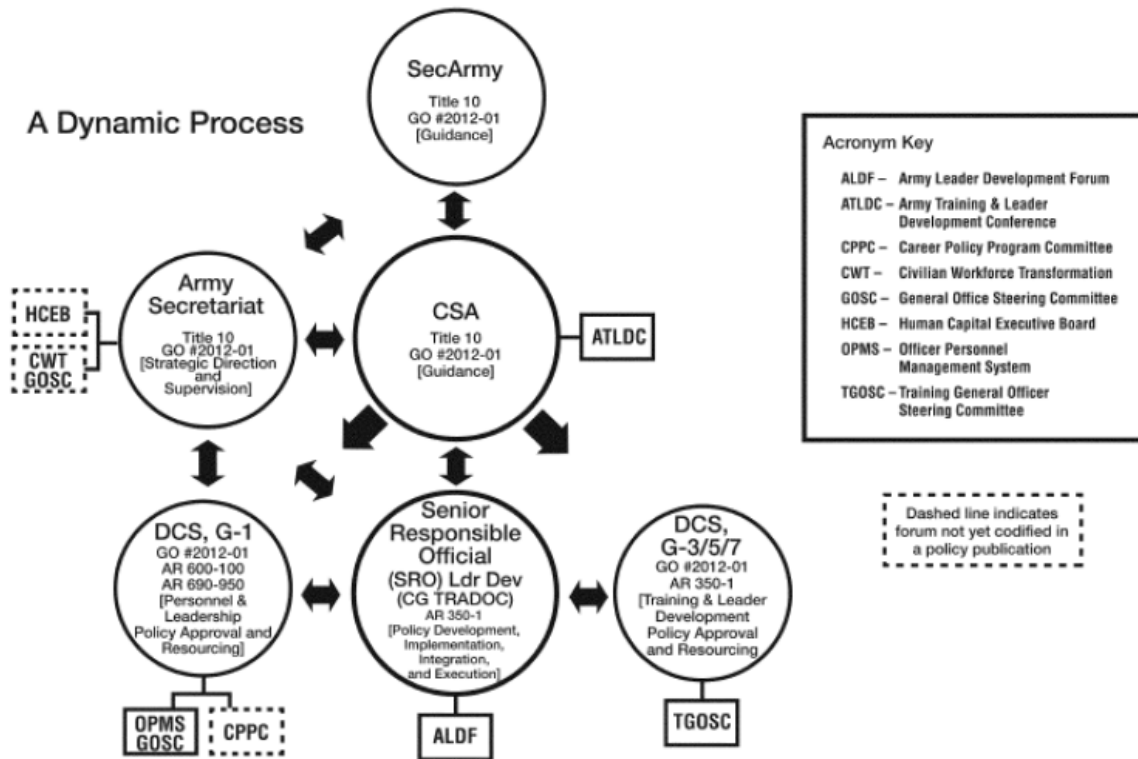 A Dynamic Process
SecArmy
Title 10
GO #2012-01
[Guidance]
Army
Secretariat
Title 10
GO #2012-01
[Strategic Direction
and
Supervision]
HCEB
CWT
GOSC
CSA
Title 10
GO #2012-01
[Guidance]
ATLDC
DCS, G-1
GO #2012-01
AR 600-100
AR 690-950
[Personnel &
Leadership
Policy Approval and
Resourcing]
OPMS
GOSC
CPPC
Senior
Responsible
Official
(SRO) Ldr Dev
(CG TRADOC)
AR 350-1
[Policy Development,
Implementation,
Integration,
and Execution]
ALDF
DCS,
G-3/5/7
GO #2012-01
AR 350-1
[Training & Leader
Development
Policy Approval
and Resourcing
TGOSC
Acronym Key
ALDF – Army Leader Development Forum
ATLDC – Army Training & Leader
Development Conference
CPPC – Career Policy Program Committee
CWT – Civilian Workforce Transformation
GOSC – General Office Steering Committee
HCEB – Human Capital Executive Board
OPMS – Officer Personnel
Management System
TGOSC – Training General Officer
Steering Committee
Dashed line indicates
forum not yet codified in
a policy publication